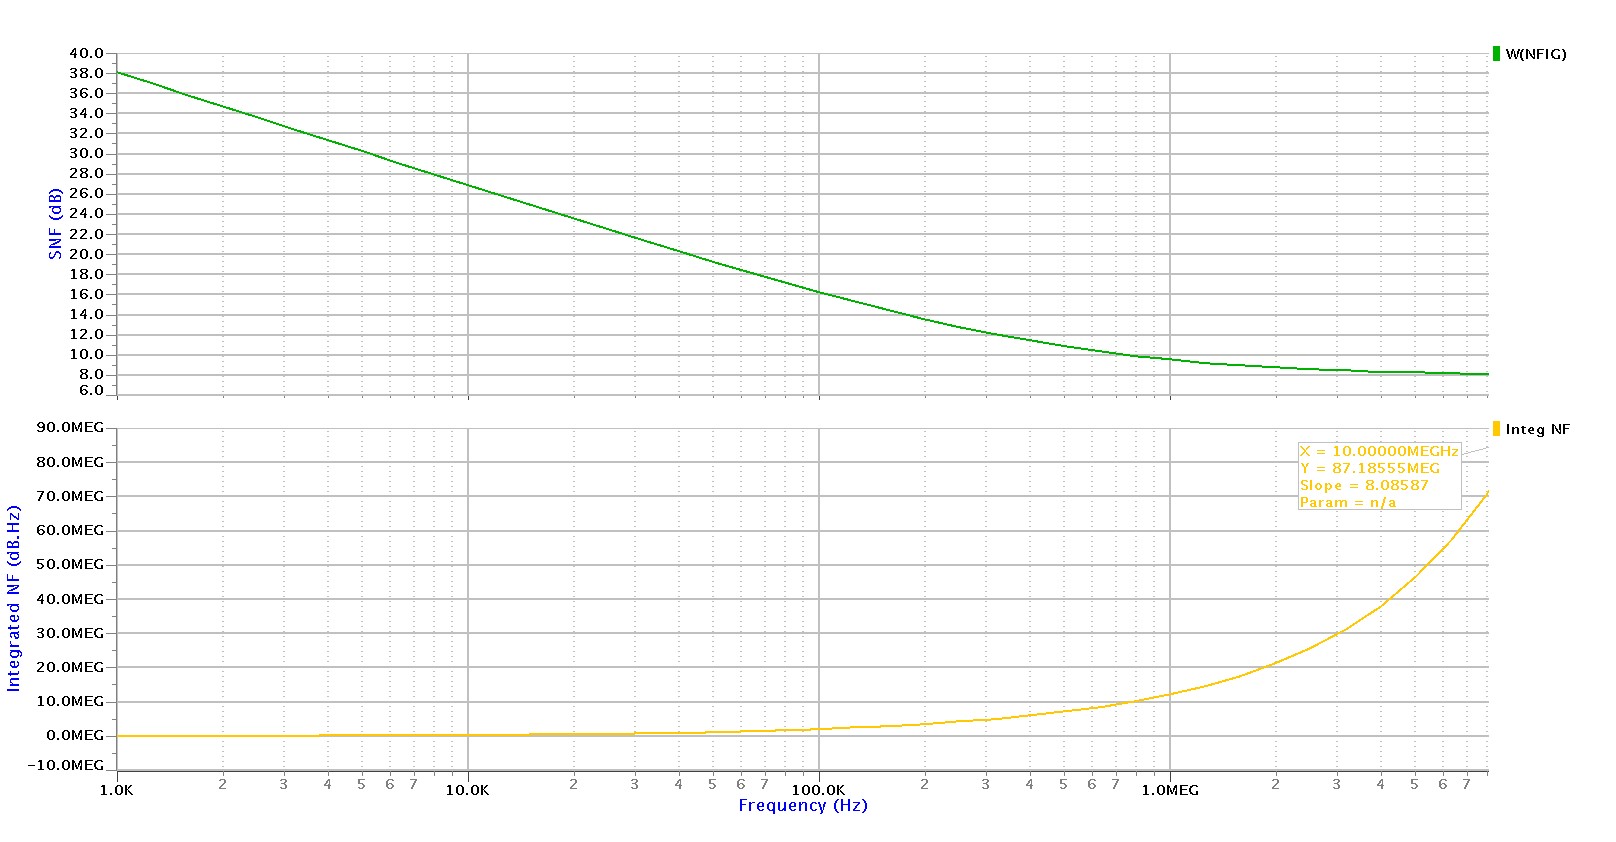 40.0
38.0
36.0
34.0
32.0
30.0
28.0
26.0
24.0
22.0
20.0
18.0
16.0
14.0
12.0
10.0
8.0
6.0
SNF (dB)
W(NFIG)
90.0MEG
80.0MEG
70.0MEG
60.0MEG
50.0MEG
40.0MEG
30.0MEG
20.0MEG
10.0MEG
0.0MEG
-10.0MEG
Integrated NF (dB.Hz)
Integ NF
X = 10.00000MEGHz
Y = 87.18555MEG
Slope = 8.08587
Param = n/a
2 3 4 5 6 7 2 3 4 5 6 7 2 3 4 5 6 7 2 3 4 5 6 7
1.0K 10.0K 100.0K 1.0MEG
Frequency (Hz)